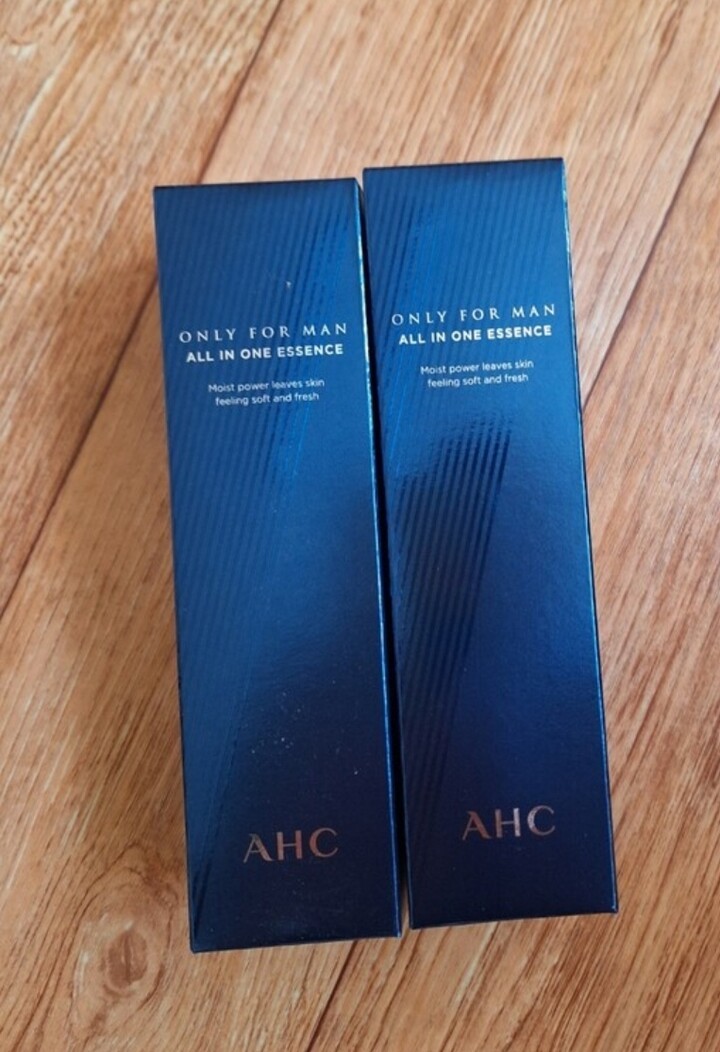 ONLY FOR MAN
ALL IN ONE ESSENCE
Moist power leaves skin
feeling soft and fresh
AHC
ONLY FOR MAN
ALL IN ONE ESSENCE
Moist power leaves skin
feeling soft and fresh
AHC